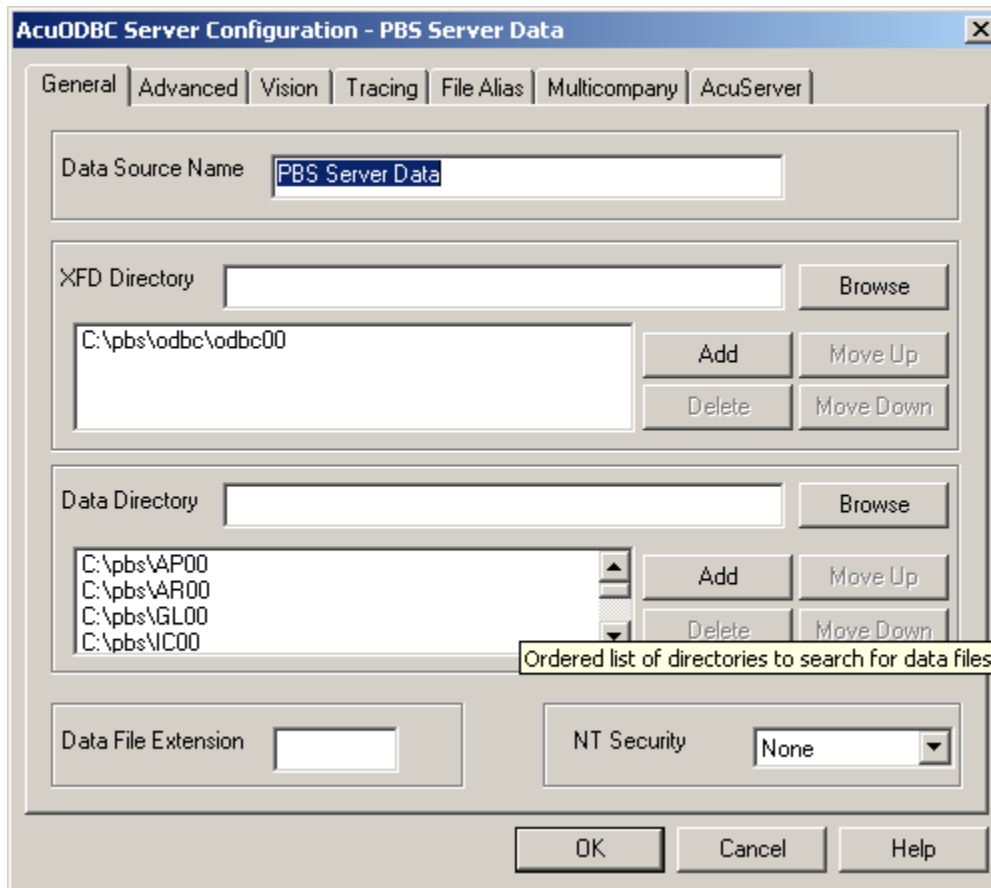 AcuODBC Server Configuration - PBS Server Data
General Advanced Vision Tracing File Alias Multicompany AcuServer
Data Source Name PBS Server Data
XFD Directory Browse
C:\pbs\odbc\odbc00
Add Move Up
Delete Move Down
Data Directory Browse
C:\pbs\AP00
C:\pbs\AR00
C:\pbs\GL00
C:\pbs\IC00
Add Move Up
Delete Move Down
Ordered list of directories to search for data files
Data File Extension NT Security None
OK Cancel Help